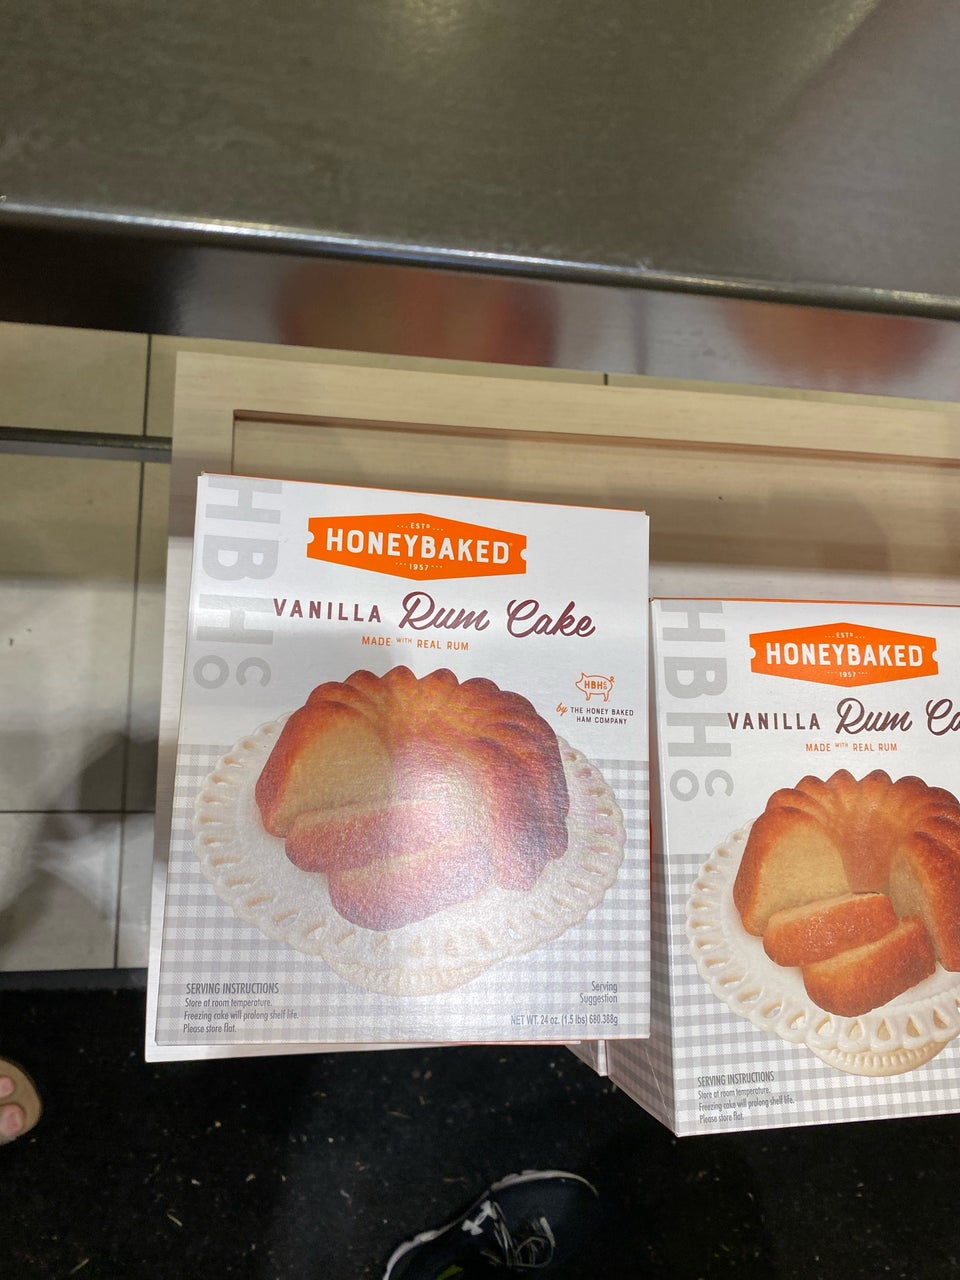 HBH
Co
ESTD
HONEYBAKED
1957
VANILLA Rum Cake
MADE WITH REAL RUM
HBHCo
by THE HONEY BAKED
HAM COMPANY
SERVING INSTRUCTIONS
Store at room temperature.
Freezing cake will prolong shelf life.
Please store flat.
Serving
Suggestion
NET WT. 24 oz. (1.5 lbs) 680.388g
HBH
Co
ESTD
HONEYBAKED
1957
VANILLA Rum Ca
MADE WITH REAL RUM
SERVING INSTRUCTIONS
Store at room temperature.
Freezing cake will prolong shelf life.
Please store flat.